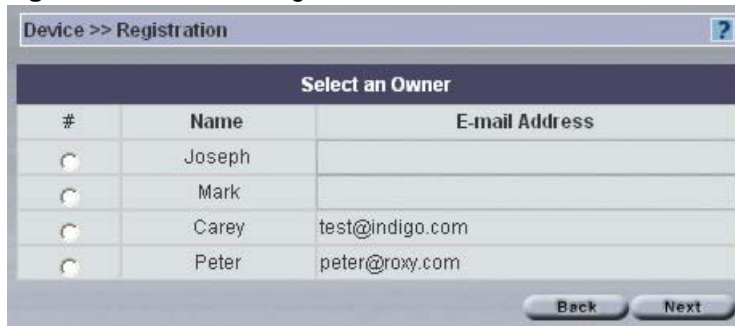 Device >> Registration ?
Select an Owner
# Name E-mail Address
Joseph
Mark
Carey test@indigo.com
Peter peter@roxy.com
Back Next